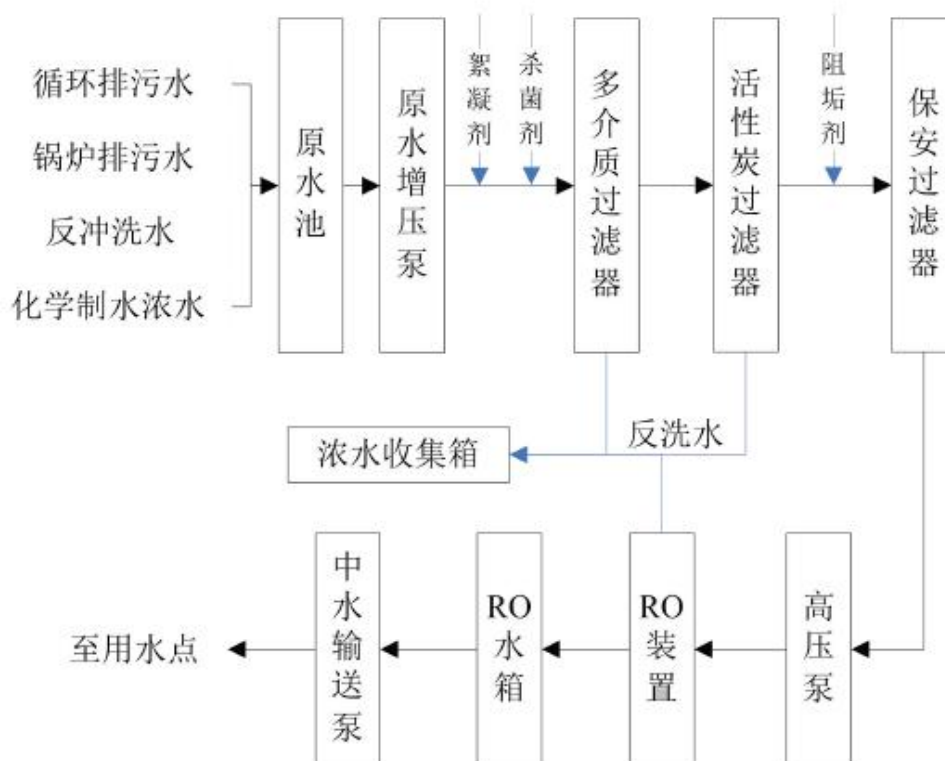 循环排污水
锅炉排污水
反冲洗水
化学制水浓水
原水池
原水增压泵
絮凝剂
杀菌剂
多介质过滤器
活性炭过滤器
阻垢剂
保安过滤器
反洗水
浓水收集箱
至用水点
中水输送泵
RO水箱
RO装置
高压泵